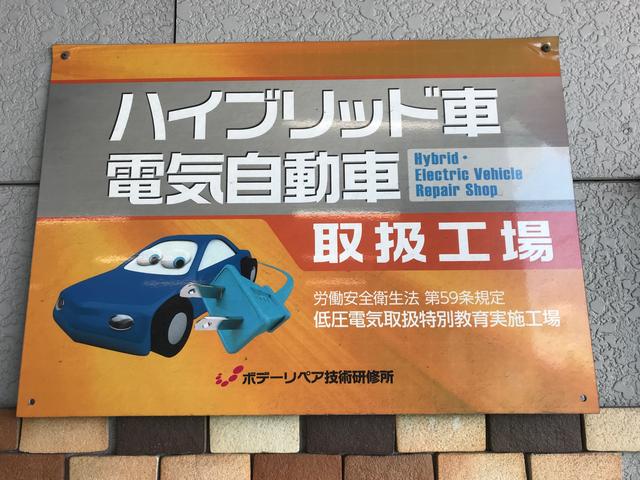 ハイブリッド車
電気自動車
Hybrid・
Electric Vehicle
Repair Shop
取扱工場
労働安全衛生法 第59条規定
低圧電気取扱特別教育実施工場
ボデーリペア技術研修所